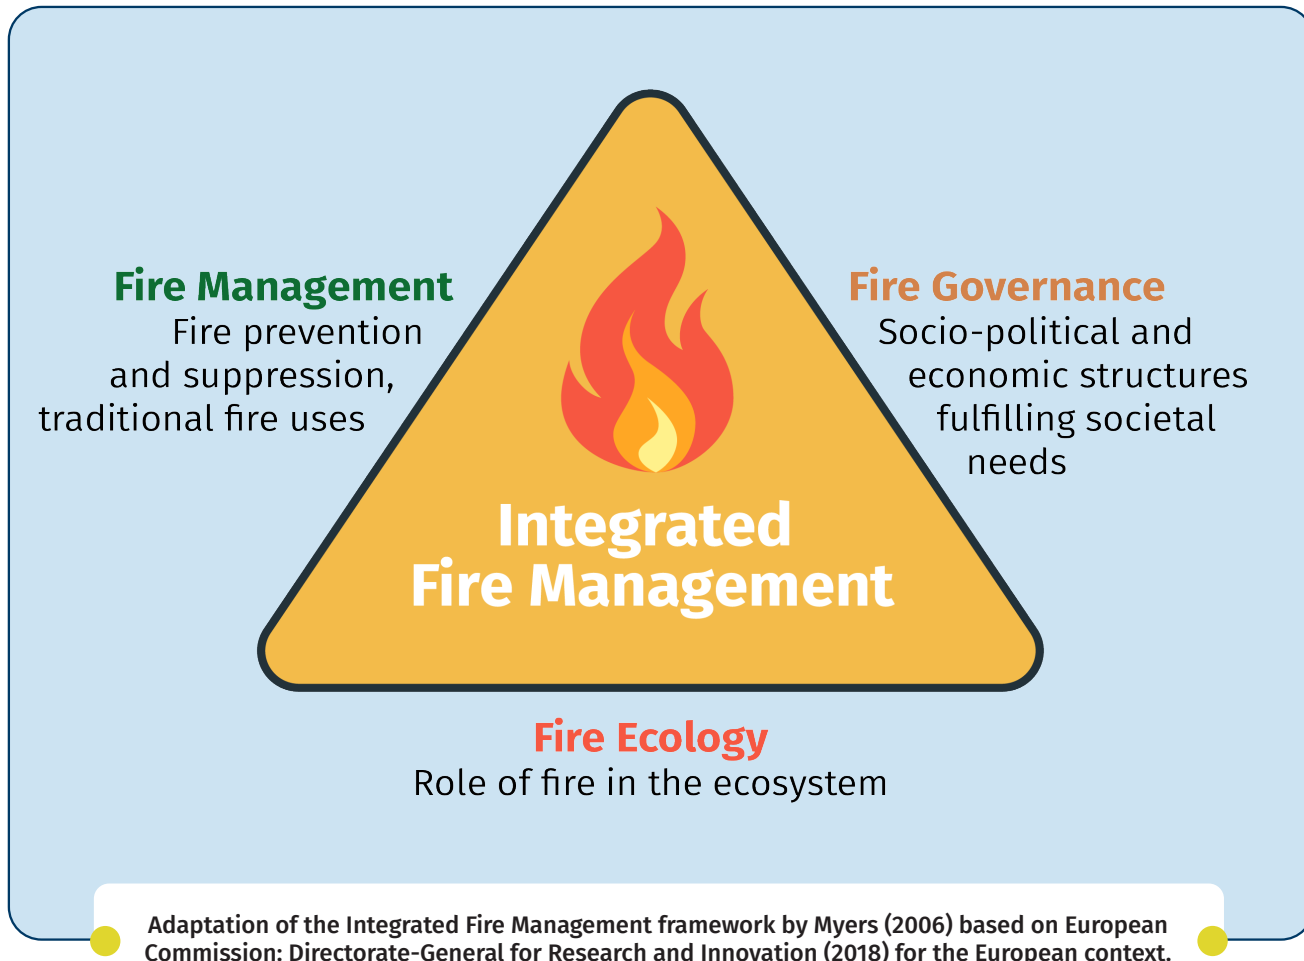 Fire Management
Fire prevention
and suppression,
traditional fire uses
Fire Governance
Socio-political and
economic structures
fulfilling societal
needs
Integrated
Fire Management
Fire Ecology
Role of fire in the ecosystem
Adaptation of the Integrated Fire Management framework by Myers (2006) based on European
Commission: Directorate-General for Research and Innovation (2018) for the European context.